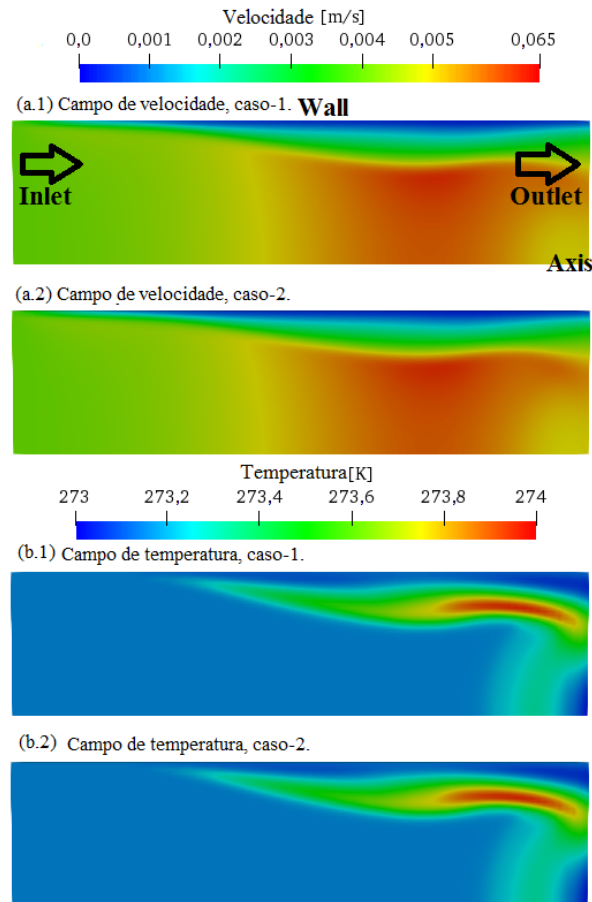 Velocidade [m/s]
0,0 0,001 0,002 0,003 0,004 0,005 0,065
(a.1) Campo de velocidade, caso-1. Wall
Inlet Outlet
Axis
(a.2) Campo de velocidade, caso-2.
Temperatura[K]
273 273,2 273,4 273,6 273,8 274
(b.1) Campo de temperatura, caso-1.
(b.2) Campo de temperatura, caso-2.